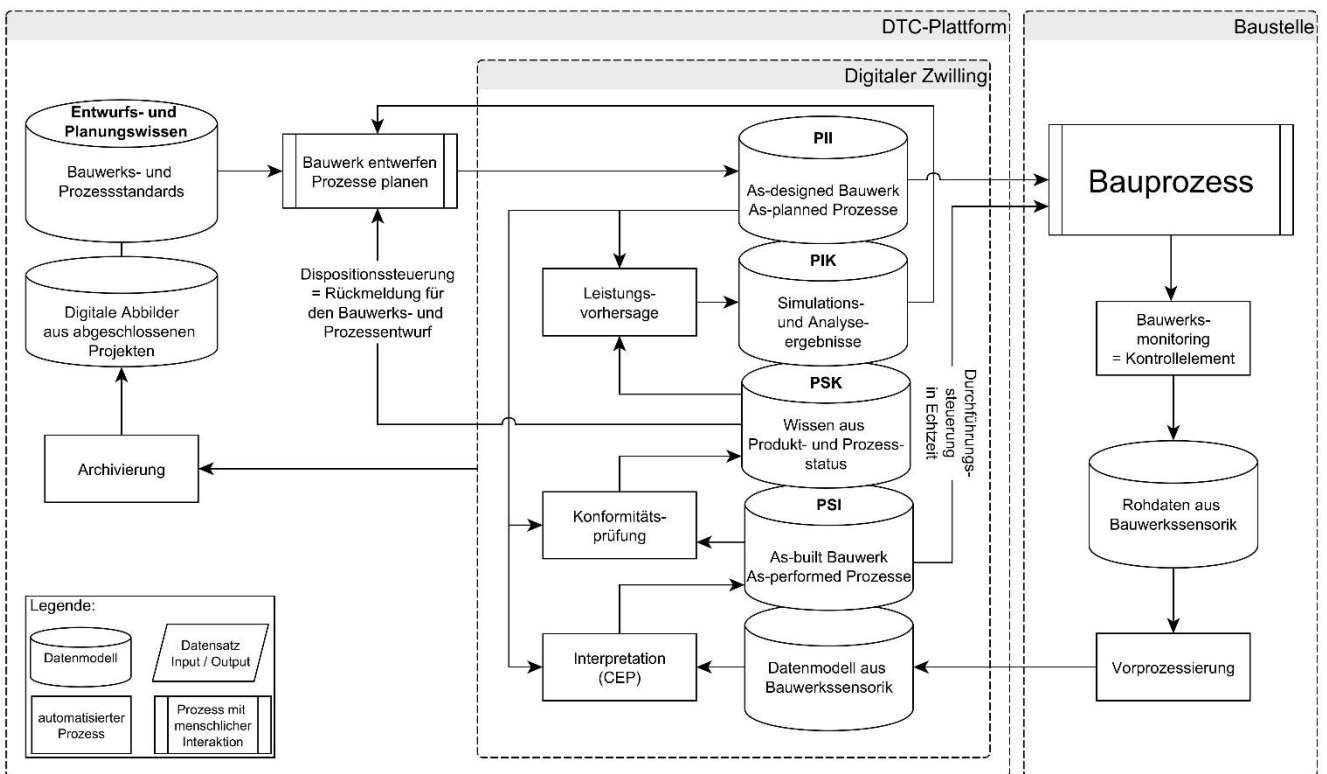 DTC-Plattform
Baustelle
Digitaler Zwilling
Entwurfs- und
Planungswissen
Bauwerks- und
Prozessstandards
Digitale Abbilder
aus abgeschlossenen
Projekten
Archivierung
Bauwerk entwerfen
Prozesse planen
Dispositionssteuerung
= Rückmeldung für
den Bauwerks- und
Prozessentwurf
Leistungs-
vorhersage
Konformitäts-
prüfung
Interpretation
(CEP)
PII
As-designed Bauwerk
As-planned Prozesse
PIK
Simulations-
und Analyse-
ergebnisse
PSK
Wissen aus
Produkt- und Prozess-
status
PSI
As-built Bauwerk
As-performed Prozesse
Datenmodell aus
Bauwerkssensorik
Durchführungs-
steuerung
in Echtzeit
Bauprozess
Bauwerks-
monitoring
= Kontrollelement
Rohdaten aus
Bauwerkssensorik
Vorprozessierung
Legende:
Datenmodell
Datensatz
Input / Output
automatisierter
Prozess
Prozess mit
menschlicher
Interaktion